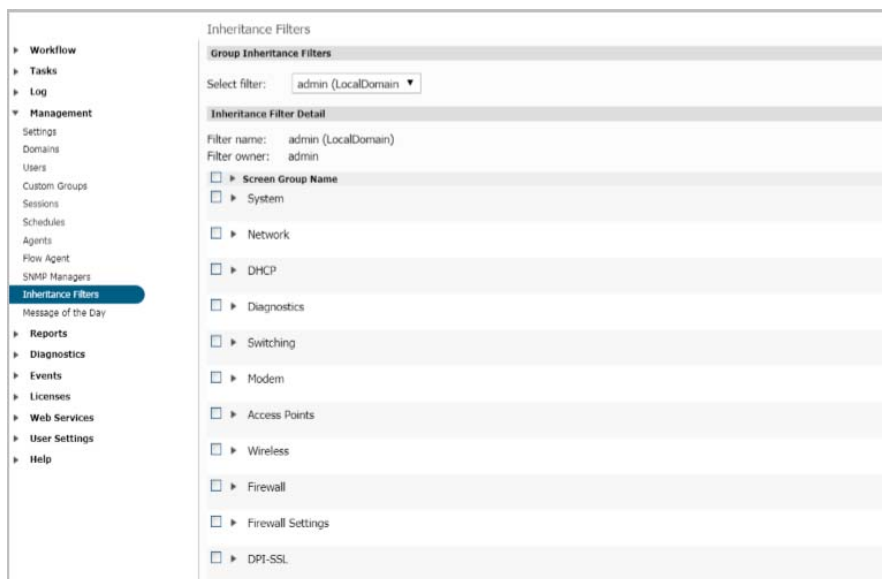 Inheritance Filters
Workflow
Tasks
Log
Management
Settings
Domains
Users
Custom Groups
Sessions
Schedules
Agents
Flow Agent
SNMP Managers
Inheritance Filters
Message of the Day
Reports
Diagnostics
Events
Licenses
Web Services
User Settings
Help
Group Inheritance Filters
Select filter: admin (LocalDomain
Inheritance Filter Detail
Filter name: admin (LocalDomain)
Filter owner: admin
Screen Group Name
System
Network
DHCP
Diagnostics
Switching
Modem
Access Points
Wireless
Firewall
Firewall Settings
DPI-SSL